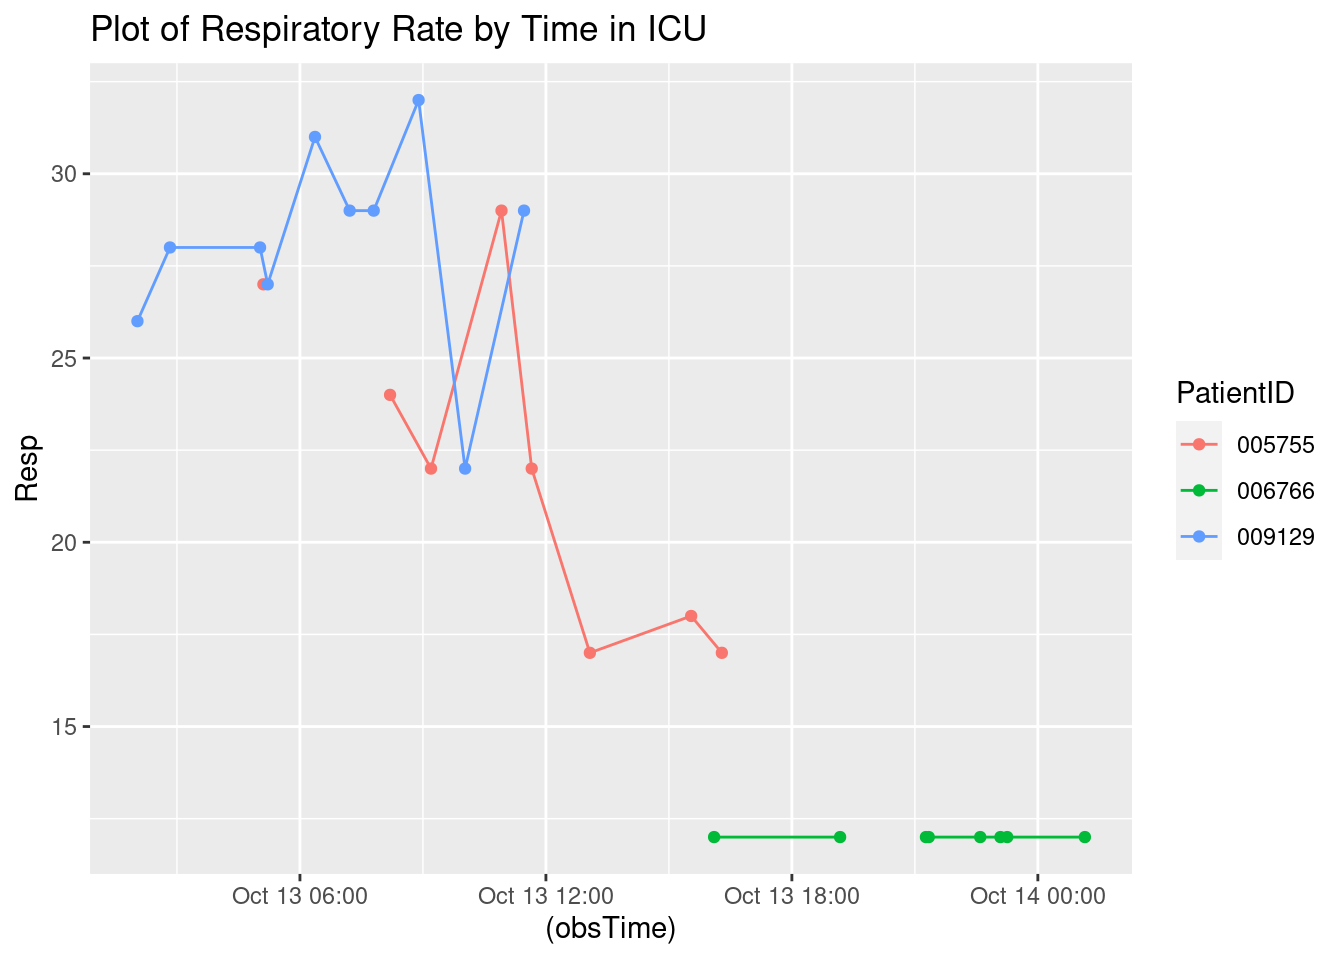 Plot of Respiratory Rate by Time in ICU
30
25
20
15
Resp
Oct 13 06:00
Oct 13 12:00
Oct 13 18:00
Oct 14 00:00
(obsTime)
PatientID
005755
006766
009129